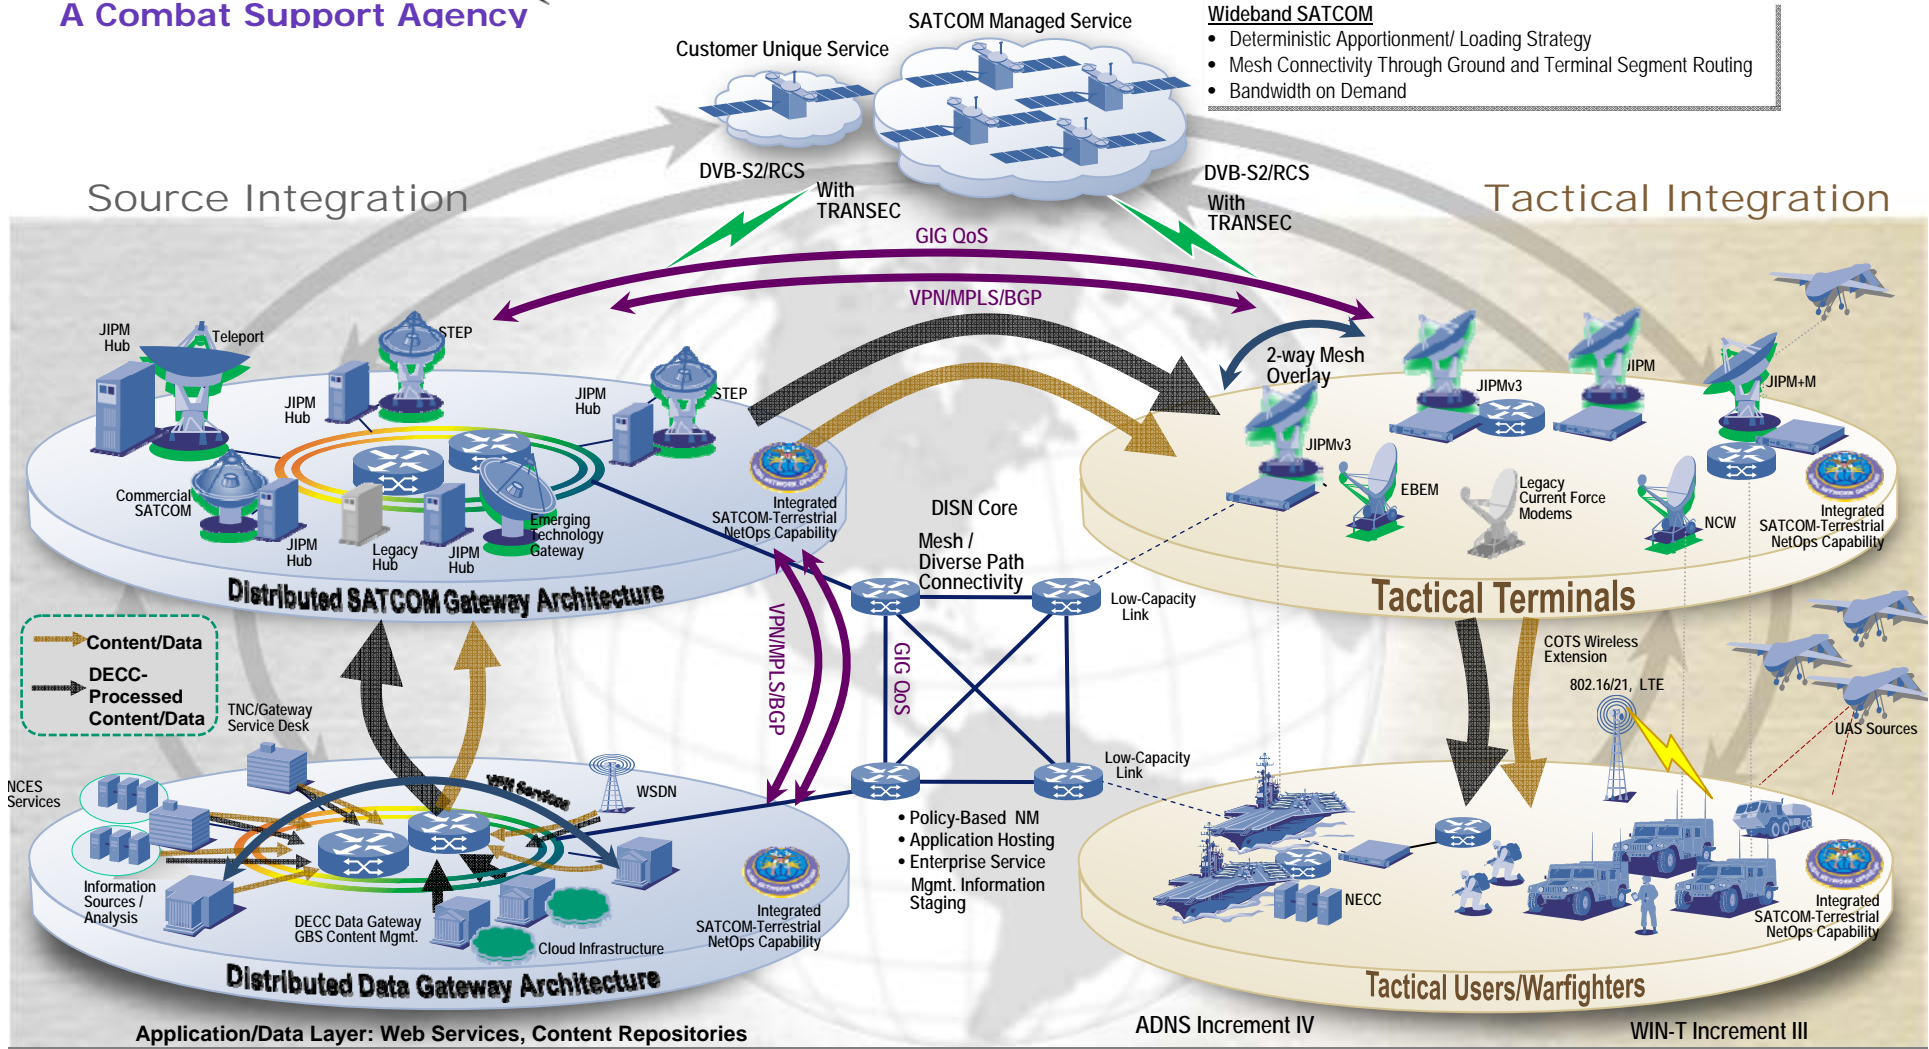 A Combat Support Agency
SATCOM Managed Service
Customer Unique Service
Wideband SATCOM
• Deterministic Apportionment/ Loading Strategy
• Mesh Connectivity Through Ground and Terminal Segment Routing
• Bandwidth on Demand
Source Integration
Tactical Integration
DVB-S2/RCS
With
TRANSEC
DVB-S2/RCS
With
TRANSEC
GIG QoS
VPN/MPLS/BGP
2-way Mesh
Overlay
JIPM
Hub
Teleport
STEP
JIPM
Hub
JIPM
Hub
STEP
Commercial
SATCOM
JIPM
Hub
Legacy
Hub
JIPM
Hub
Emerging
Technology
Gateway
Integrated
SATCOM-Terrestrial
NetOps Capability
Distributed SATCOM Gateway Architecture
JIPMv3
JIPM
JIPM+M
JIPMv3
EBEM
Legacy
Current Force
Modems
NCW
Integrated
SATCOM-Terrestrial
NetOps Capability
Tactical Terminals
DISN Core
Mesh /
Diverse Path
Connectivity
Low-Capacity
Link
VPN/MPLS/BGP
GIG QoS
Low-Capacity
Link
Content/Data
DECC-
Processed
Content/Data
COTS Wireless
Extension
802.16/21, LTE
UAS Sources
TNC/Gateway
Service Desk
NCES
Services
VPN Services
WSDN
Information
Sources /
Analysis
DECC Data Gateway
GBS Content Mgmt.
Cloud Infrastructure
Integrated
SATCOM-Terrestrial
NetOps Capability
Distributed Data Gateway Architecture
• Policy-Based NM
• Application Hosting
• Enterprise Service
Mgmt. Information
Staging
NECC
Integrated
SATCOM-Terrestrial
NetOps Capability
Tactical Users/Warfighters
Application/Data Layer: Web Services, Content Repositories
ADNS Increment IV
WIN-T Increment III